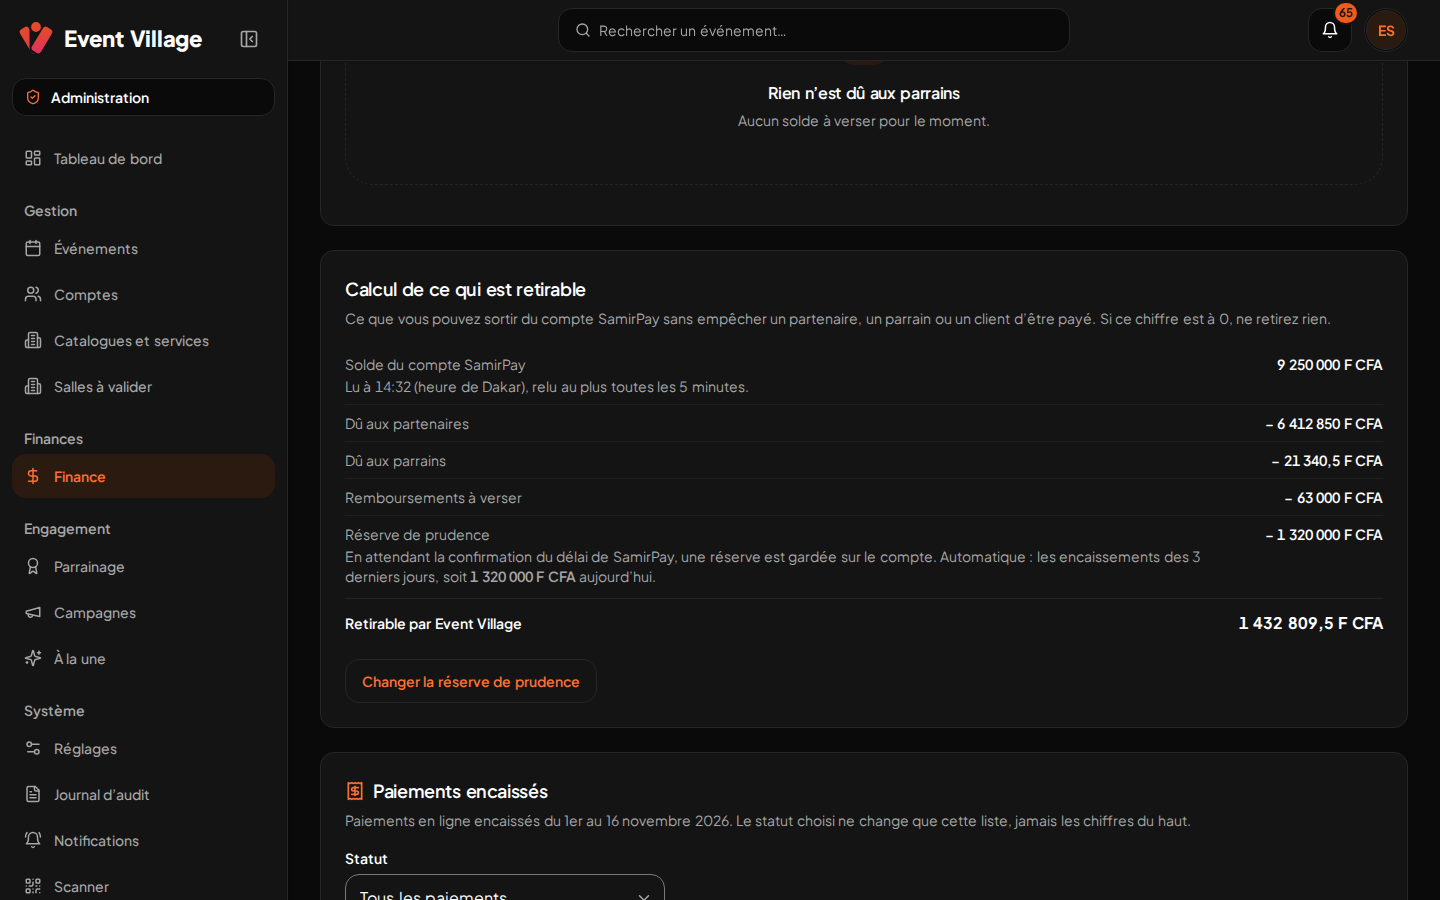 Event Village
Rechercher un événement…
65
ES
Administration
Tableau de bord
Gestion
Événements
Comptes
Catalogues et services
Salles à valider
Finances
Finance
Engagement
Parrainage
Campagnes
À la une
Système
Réglages
Journal d’audit
Notifications
Scanner
Rien n’est dû aux parrains
Aucun solde à verser pour le moment.
Calcul de ce qui est retirable
Ce que vous pouvez sortir du compte SamirPay sans empêcher un partenaire, un parrain ou un client d’être payé. Si ce chiffre est à 0, ne retirez rien.
Solde du compte SamirPay 9 250 000 F CFA
Lu à 14:32 (heure de Dakar), relu au plus toutes les 5 minutes.
Dû aux partenaires − 6 412 850 F CFA
Dû aux parrains − 21 340,5 F CFA
Remboursements à verser − 63 000 F CFA
Réserve de prudence − 1 320 000 F CFA
En attendant la confirmation du délai de SamirPay, une réserve est gardée sur le compte. Automatique : les encaissements des 3
derniers jours, soit 1 320 000 F CFA aujourd’hui.
Retirable par Event Village 1 432 809,5 F CFA
Changer la réserve de prudence
Paiements encaissés
Paiements en ligne encaissés du 1er au 16 novembre 2026. Le statut choisi ne change que cette liste, jamais les chiffres du haut.
Statut
Tous les paiements